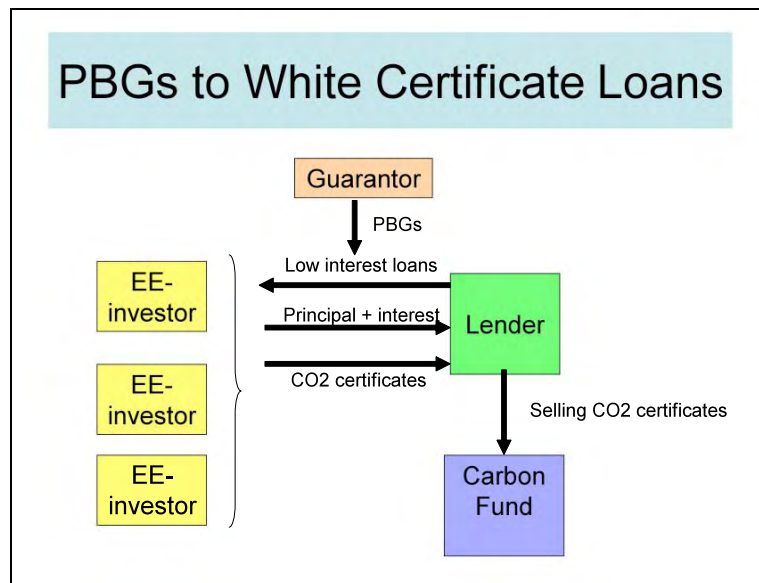 PBGs to White Certificate Loans
Guarantor
PBGs
Low interest loans
EE-
investor
Principal + interest
Lender
CO2 certificates
EE-
investor
Selling CO2 certificates
EE-
investor
Carbon
Fund